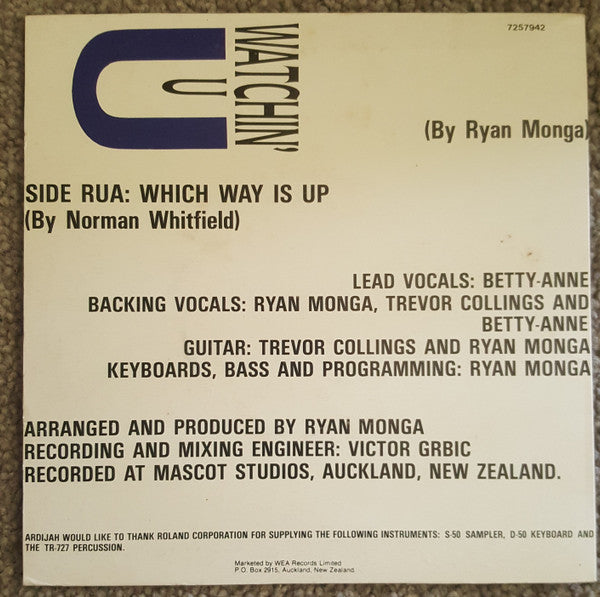 7257942
WATCHIN'
U
U
(By Ryan Monga)
SIDE RUA: WHICH WAY IS UP
(By Norman Whitfield)
LEAD VOCALS: BETTY-ANNE
BACKING VOCALS: RYAN MONGA, TREVOR COLLINGS AND
BETTY-ANNE
GUITAR: TREVOR COLLINGS AND RYAN MONGA
KEYBOARDS, BASS AND PROGRAMMING: RYAN MONGA
ARRANGED AND PRODUCED BY RYAN MONGA
RECORDING AND MIXING ENGINEER: VICTOR GRBIC
RECORDED AT MASCOT STUDIOS, AUCKLAND, NEW ZEALAND.
ARDIJAH WOULD LIKE TO THANK ROLAND CORPORATION FOR SUPPLYING THE FOLLOWING INSTRUMENTS: S-50 SAMPLER, D-50 KEYBOARD AND
THE TR-727 PERCUSSION.
Marketed by WEA Records Limited
P.O. Box 2915, Auckland, New Zealand